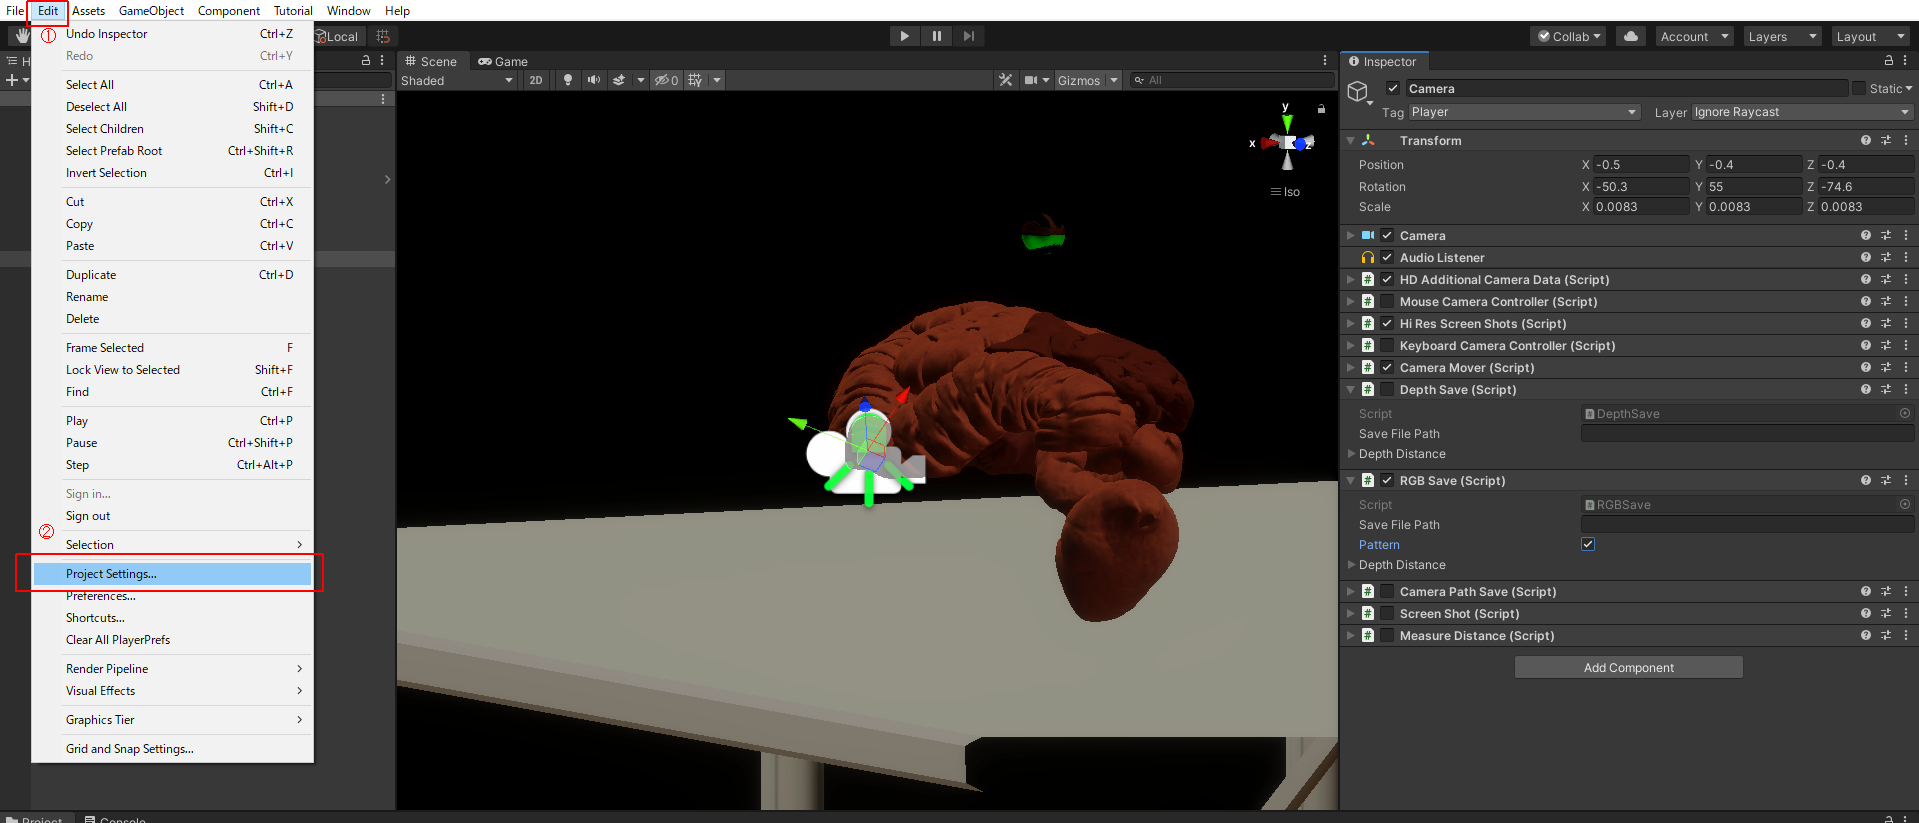 File Edit Assets GameObject Component Tutorial Window Help
①
Undo Inspector Ctrl+Z
Redo Ctrl+Y
Select All Ctrl+A
Deselect All Shift+D
Select Children Shift+C
Select Prefab Root Ctrl+Shift+R
Invert Selection Ctrl+I
Cut Ctrl+X
Copy Ctrl+C
Paste Ctrl+V
Duplicate Ctrl+D
Rename
Delete
Frame Selected F
Lock View to Selected Shift+F
Find Ctrl+F
Play Ctrl+P
Pause Ctrl+Shift+P
Step Ctrl+Alt+P
Sign in...
Sign out
②
Selection
Project Settings...
Preferences...
Shortcuts...
Clear All PlayerPrefs
Render Pipeline
Visual Effects
Graphics Tier
Grid and Snap Settings...
Local
Collab Account Layers Layout
Scene Game
Shaded 2D 0 Gizmos All
y
x z
Iso
Inspector
Camera Static
Tag Player Layer Ignore Raycast
Transform
Position X -0.5 Y -0.4 Z -0.4
Rotation X -50.3 Y 55 Z -74.6
Scale X 0.0083 Y 0.0083 Z 0.0083
Camera
Audio Listener
HD Additional Camera Data (Script)
Mouse Camera Controller (Script)
Hi Res Screen Shots (Script)
Keyboard Camera Controller (Script)
Camera Mover (Script)
Depth Save (Script)
Script DepthSave
Save File Path
Depth Distance
RGB Save (Script)
Script RGBSave
Save File Path
Pattern
Depth Distance
Camera Path Save (Script)
Screen Shot (Script)
Measure Distance (Script)
Add Component
Project Console